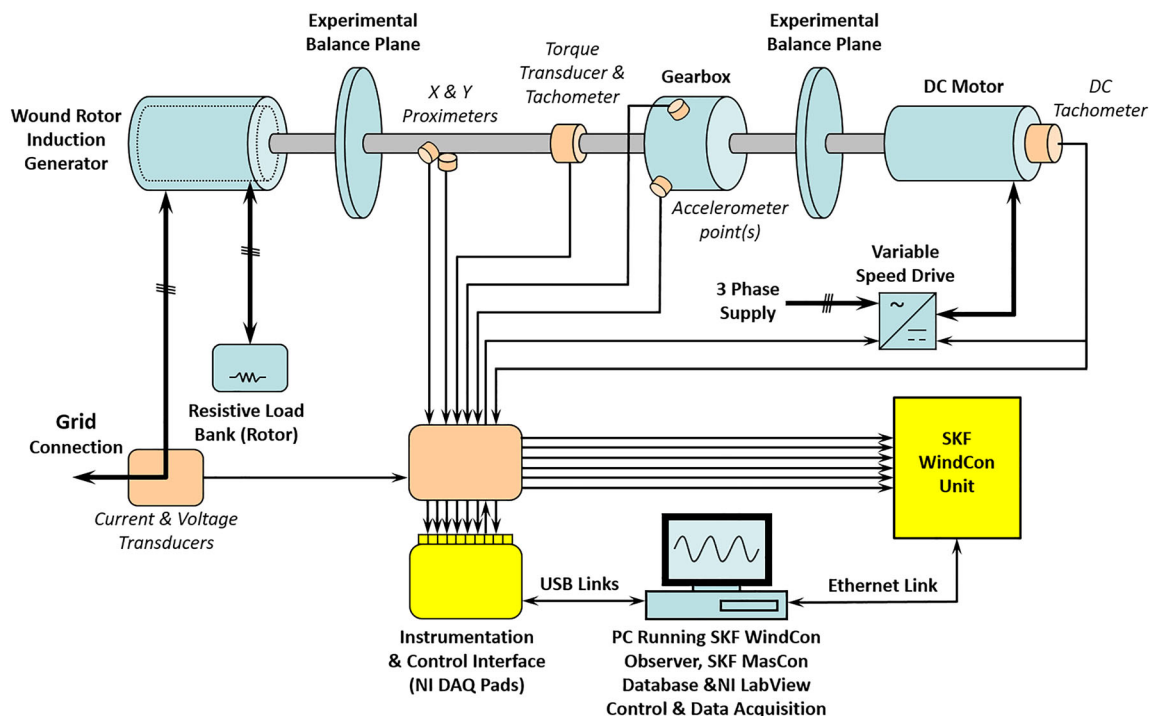 Experimental
Balance Plane
Torque
Transducer &
Tachometer
Experimental
Balance Plane
Gearbox
DC Motor
DC
Tachometer
X & Y
Proximeters
Wound Rotor
Induction
Generator
Accelerometer
point(s)
Variable
Speed Drive
3 Phase
Supply
Resistive Load
Bank (Rotor)
Grid
Connection
Current & Voltage
Transducers
SKF
WindCon
Unit
USB Links
Ethernet Link
Instrumentation
& Control Interface
(NI DAQ Pads)
PC Running SKF WindCon
Observer, SKF MasCon
Database &NI LabView
Control & Data Acquisition